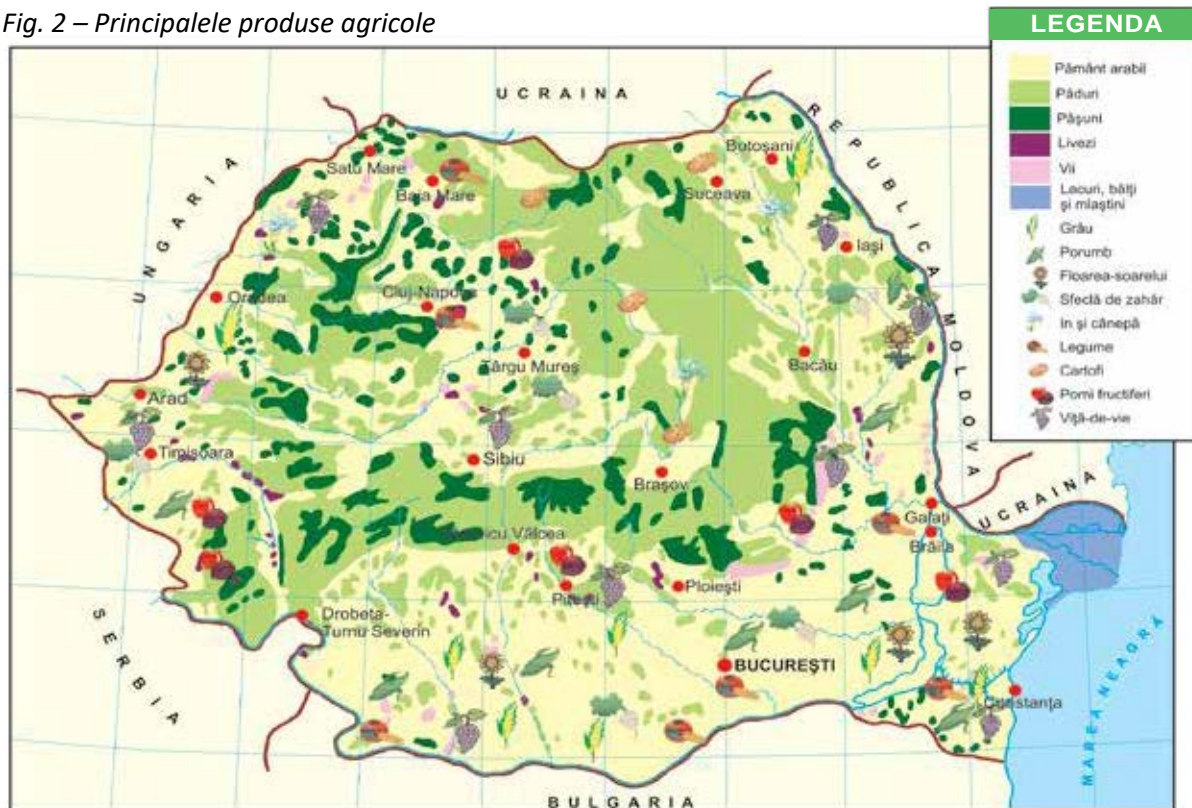 Fig. 2 – Principalele produse agricole
LEGENDA
Pământ arabil
Păduri
Pășuni
Livezi
Vii
Lacuri, bălți
și mlaștini
Grâu
Porumb
Floarea-soarelui
Sfeclă de zahăr
In și cânepă
Legume
Cartofi
Pomi fructiferi
Viță-de-vie
UCRAINA
REPUBLICA MOLDOVA
UNGARIA
Botoșani
Satu Mare
Baia Mare
Suceava
Iași
Oradea
Cluj-Napoca
Târgu Mureș
Bacău
Arad
Timișoara
Sibiu
Brașov
UCRAINA
Galați
Brăila
Vâlcea
Pitești
Ploiești
Drobeta-
Turnu Severin
SERBIA
BUCUREȘTI
Constanța
MAREA NEAGRĂ
BULGARIA